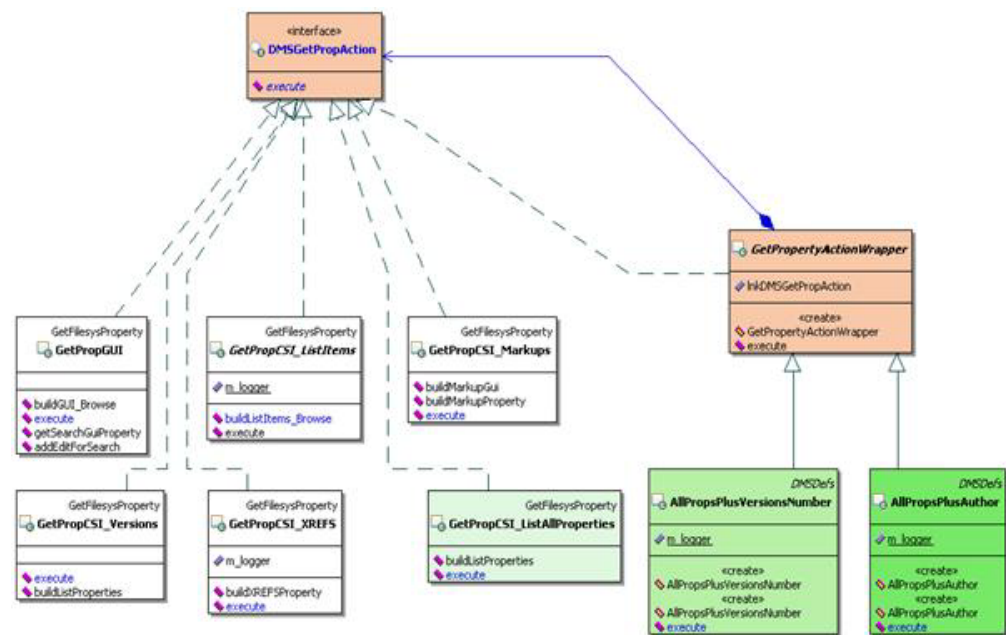 «interface»
DMSGetPropAction
execute
GetPropertyActionWrapper
lnkDMSGetPropAction
«create»
GetPropertyActionWrapper
execute
GetFilesysProperty
GetPropGUI
buildGUI_Browse
execute
getSearchGuiProperty
addEditForSearch
GetFilesysProperty
GetPropCSI_ListItems
m_logger
buildListItems_Browse
execute
GetFilesysProperty
GetPropCSI_Markups
buildMarkupGui
buildMarkupProperty
execute
GetFilesysProperty
GetPropCSI_Versions
execute
buildListProperties
GetFilesysProperty
GetPropCSI_XREFS
m_logger
buildXREFSProperty
execute
GetFilesysProperty
GetPropCSI_ListAllProperties
buildListProperties
execute
DMSDefs
AllPropsPlusVersionsNumber
m_logger
«create»
AllPropsPlusVersionsNumber
«create»
AllPropsPlusVersionsNumber
execute
DMSDefs
AllPropsPlusAuthor
m_logger
«create»
AllPropsPlusAuthor
«create»
AllPropsPlusAuthor
execute